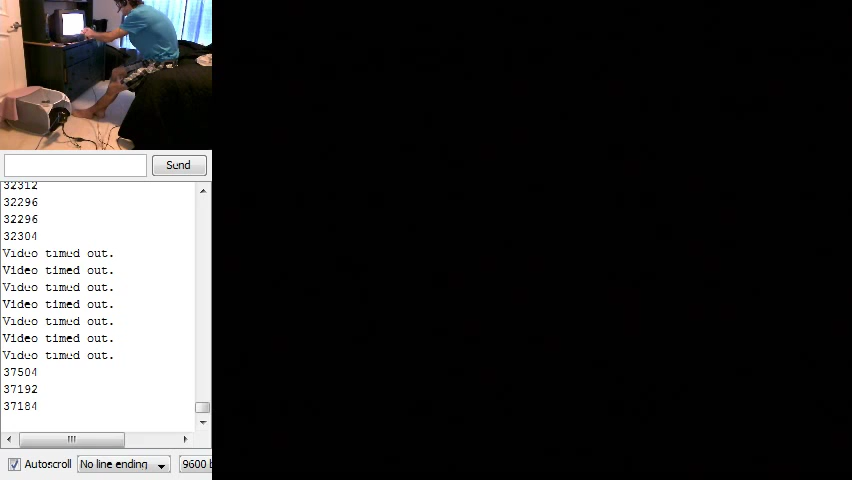 Send
32312
32296
32296
32304
Video timed out.
Video timed out.
Video timed out.
Video timed out.
Video timed out.
Video timed out.
Video timed out.
37504
37192
37184
Autoscroll
No line ending
9600 b